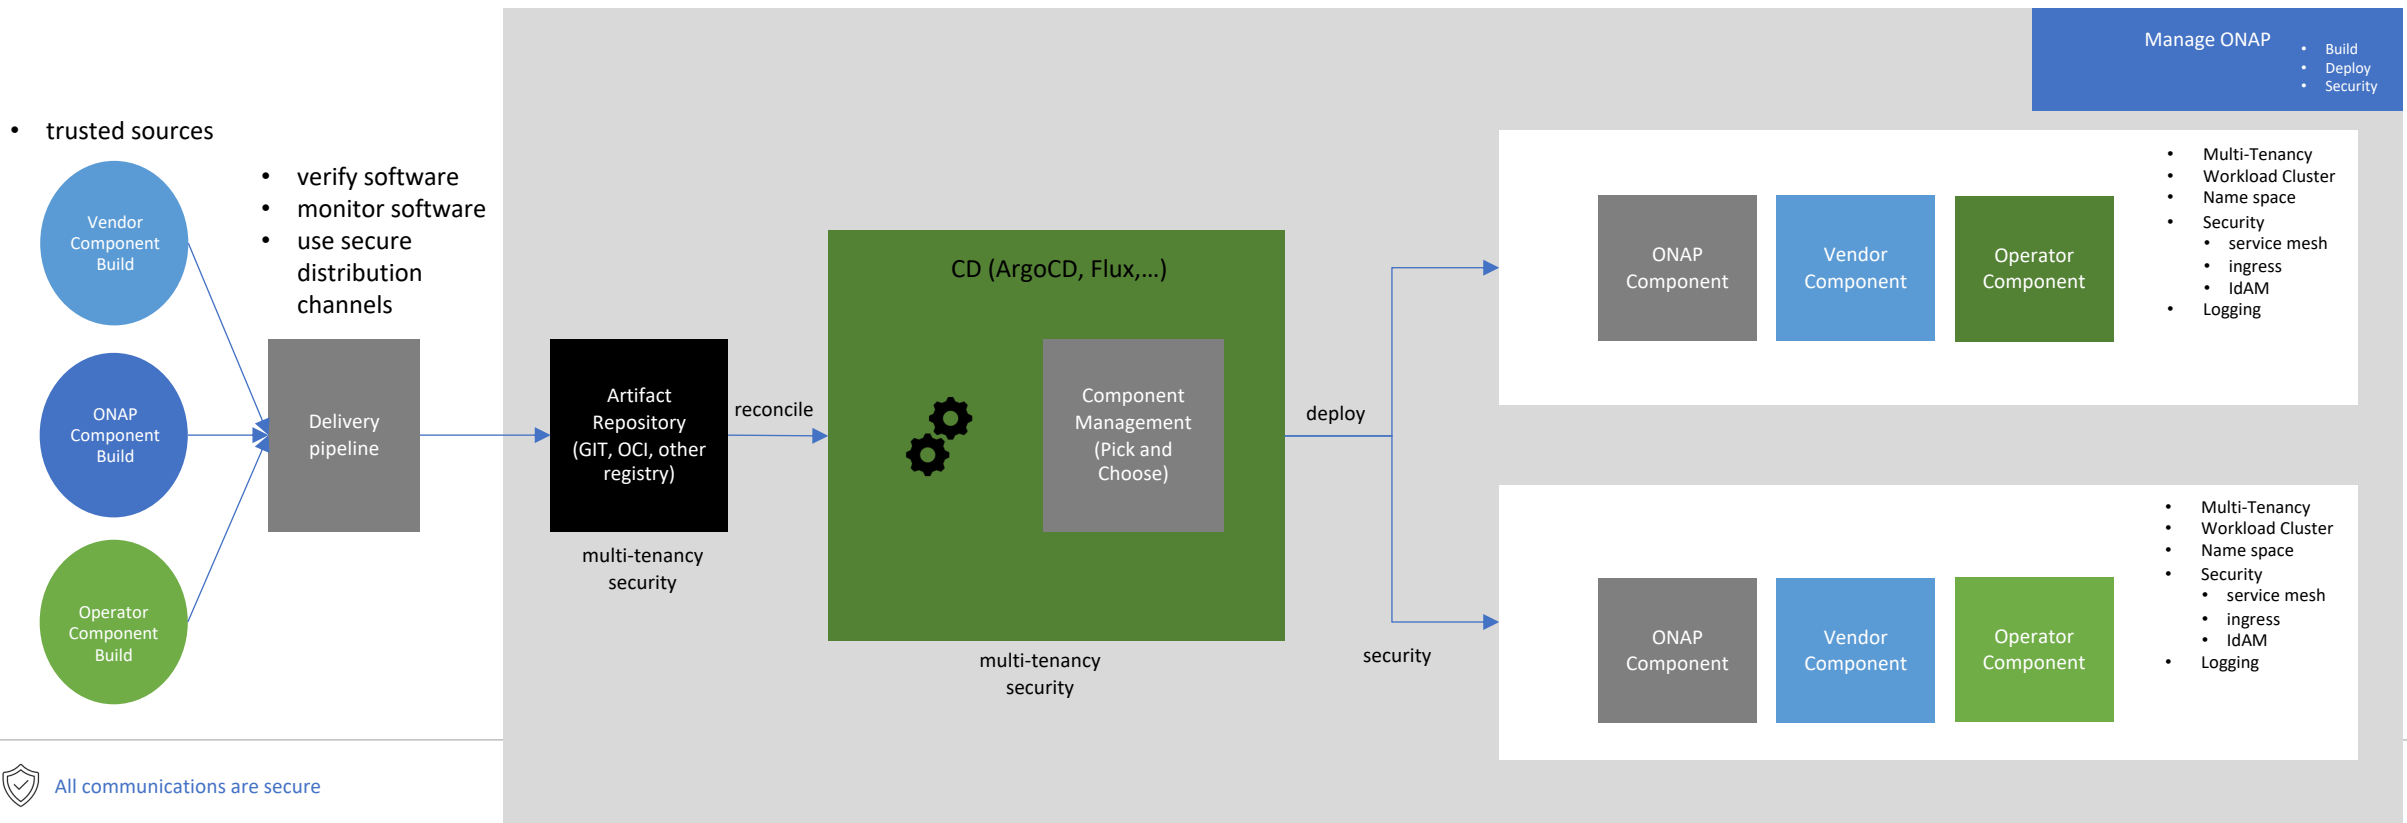 Manage ONAP
• Build
• Deploy
• Security
• trusted sources
• verify software
• monitor software
• use secure
distribution
channels
Vendor
Component
Build
ONAP
Component
Build
Operator
Component
Build
Delivery
pipeline
Artifact
Repository
(GIT, OCI, other
registry)
multi-tenancy
security
reconcile
CD (ArgoCD, Flux,...)
Component
Management
(Pick and
Choose)
multi-tenancy
security
deploy
security
ONAP
Component
Vendor
Component
Operator
Component
• Multi-Tenancy
• Workload Cluster
• Name space
• Security
• service mesh
• ingress
• IdAM
• Logging
ONAP
Component
Vendor
Component
Operator
Component
• Multi-Tenancy
• Workload Cluster
• Name space
• Security
• service mesh
• ingress
• IdAM
• Logging
All communications are secure